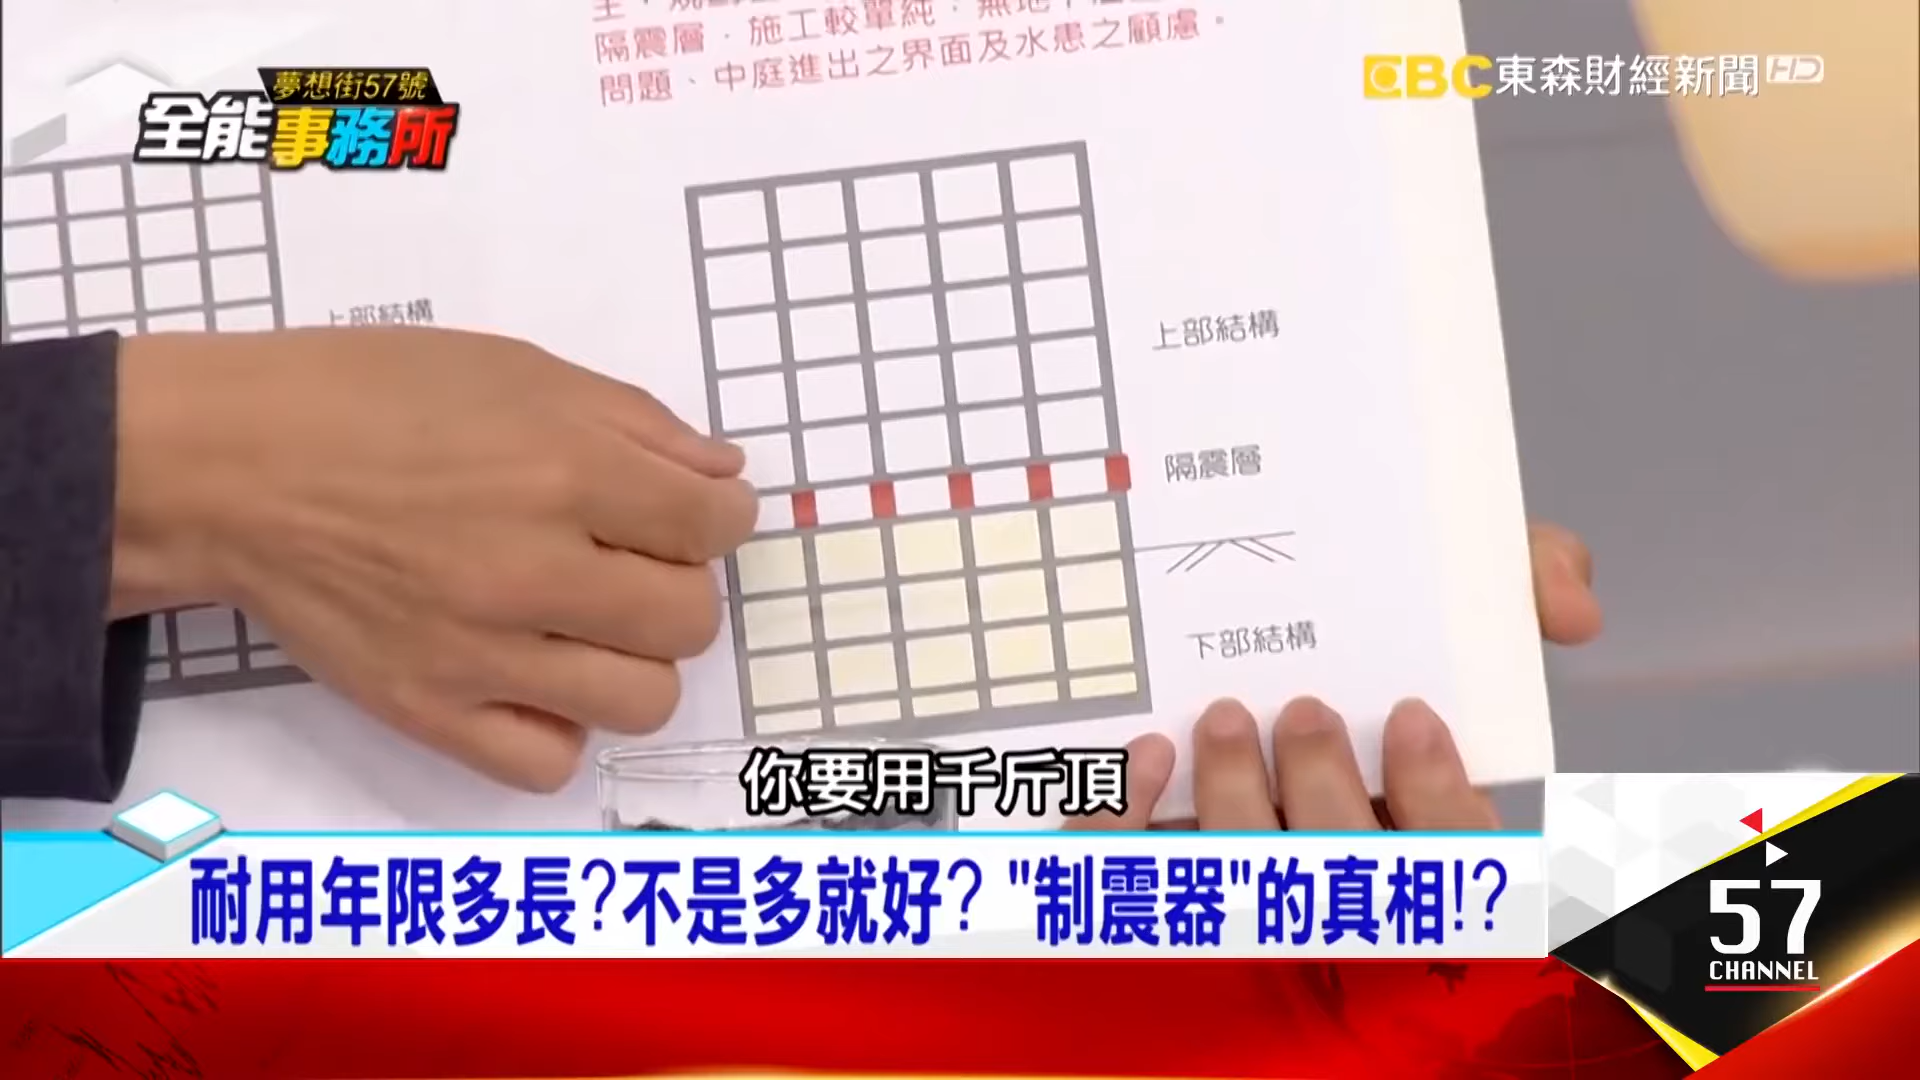 隔震層．施工較單純，無地下
問題、中庭進出之界面及水患之顧慮。
夢想街57號
全能事務所
EBC東森財經新聞HD
上部結構
上部結構
隔震層
下部結構
你要用千斤頂
耐用年限多長?不是多就好? "制震器"的真相!?
57
CHANNEL